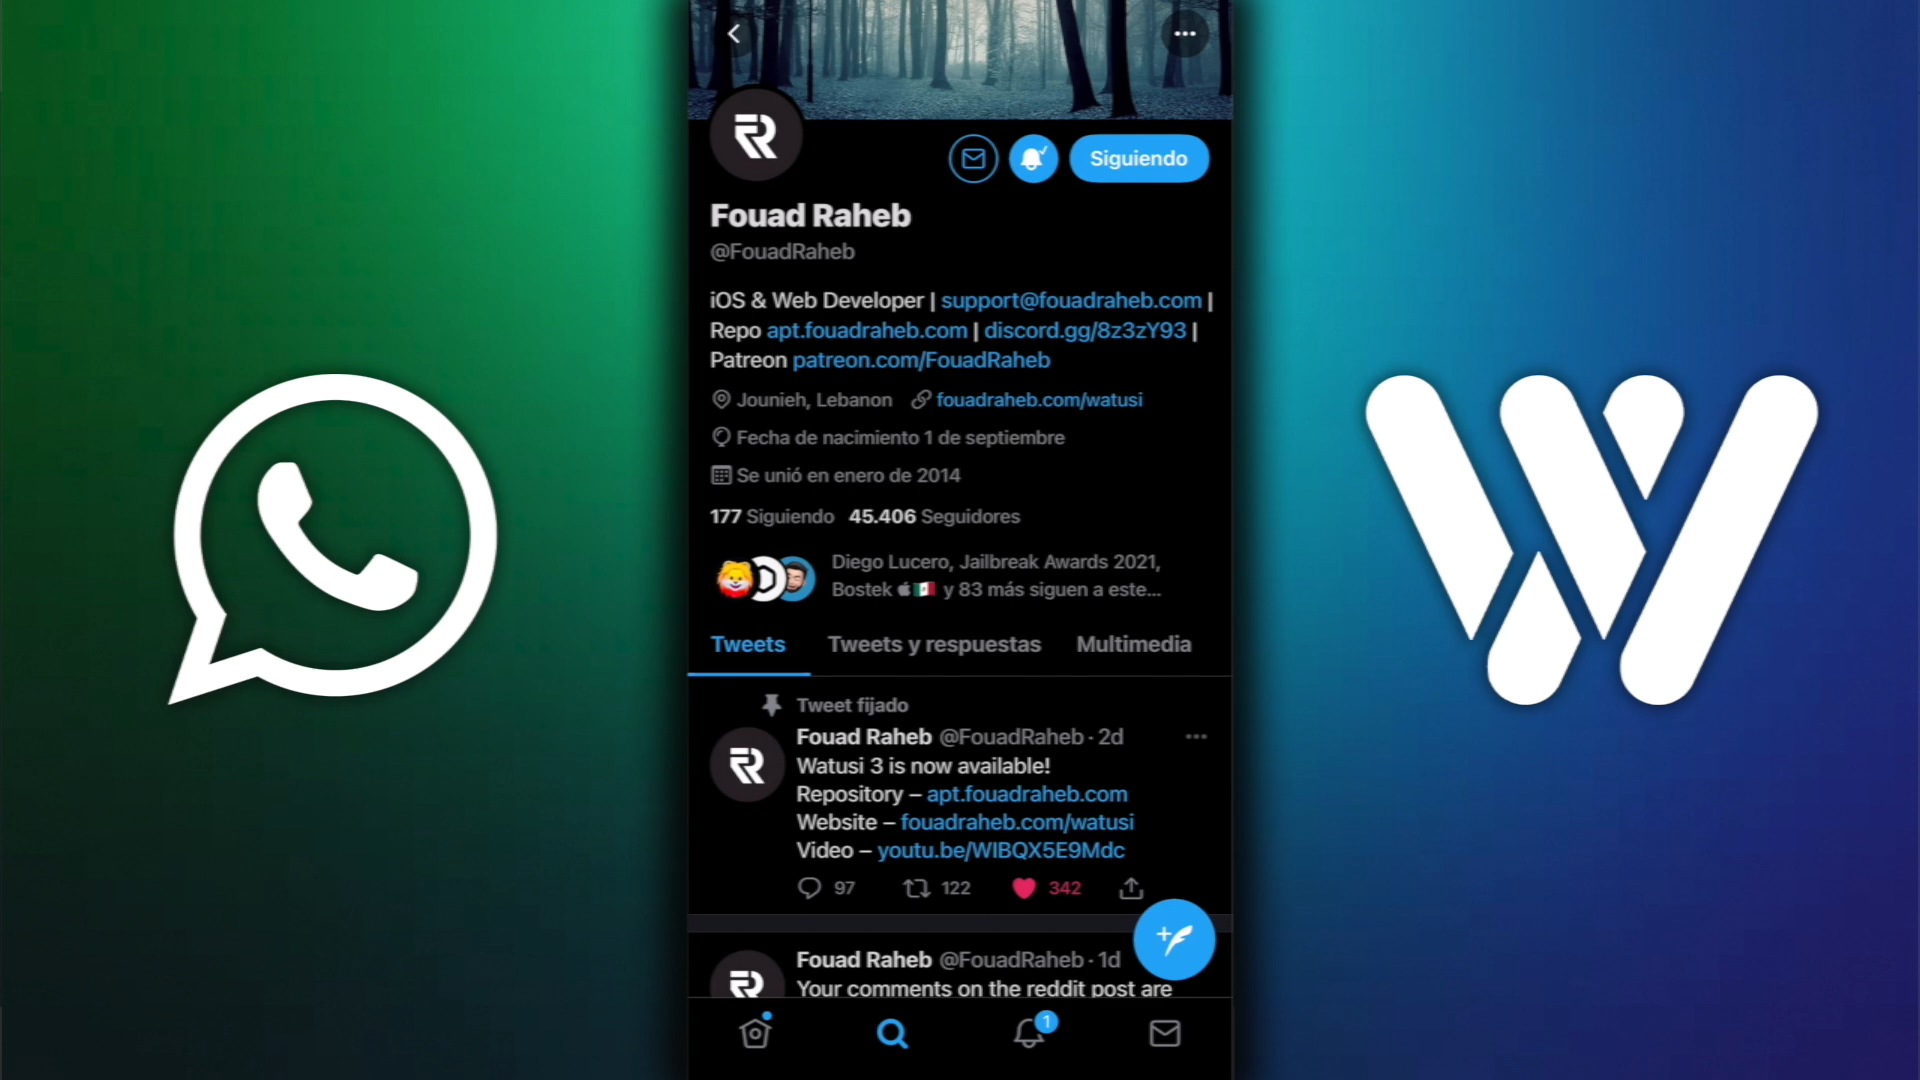 Siguiendo
Fouad Raheb
@FouadRaheb
iOS & Web Developer | support@fouadraheb.com |
Repo apt.fouadraheb.com | discord.gg/8z3zY93 |
Patreon patreon.com/FouadRaheb
Jounieh, Lebanon fouadraheb.com/watusi
Fecha de nacimiento 1 de septiembre
Se unió en enero de 2014
177 Siguiendo 45.406 Seguidores
Diego Lucero, Jailbreak Awards 2021,
Bostek 🇲🇽 y 83 más siguen a este...
Tweets Tweets y respuestas Multimedia
Tweet fijado
Fouad Raheb @FouadRaheb · 2d
Watusi 3 is now available!
Repository – apt.fouadraheb.com
Website – fouadraheb.com/watusi
Video – youtu.be/WIBQX5E9Mdc
97 122 342
Fouad Raheb @FouadRaheb · 1d
Your comments on the reddit post are
1